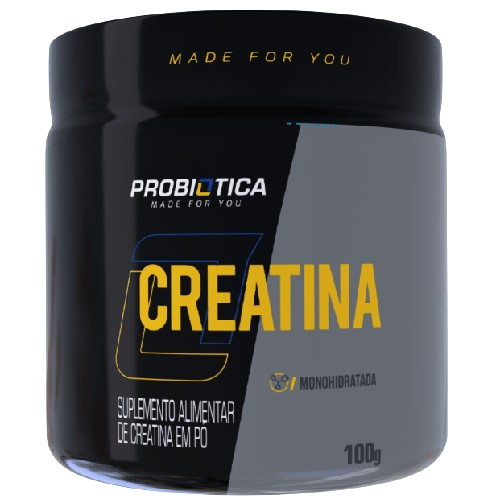 MADE FOR YOU
PROBIOTICA
MADE FOR YOU
CREATINA
MONOHIDRATADA
SUPLEMENTO ALIMENTAR
DE CREATINA EM PÓ
100g